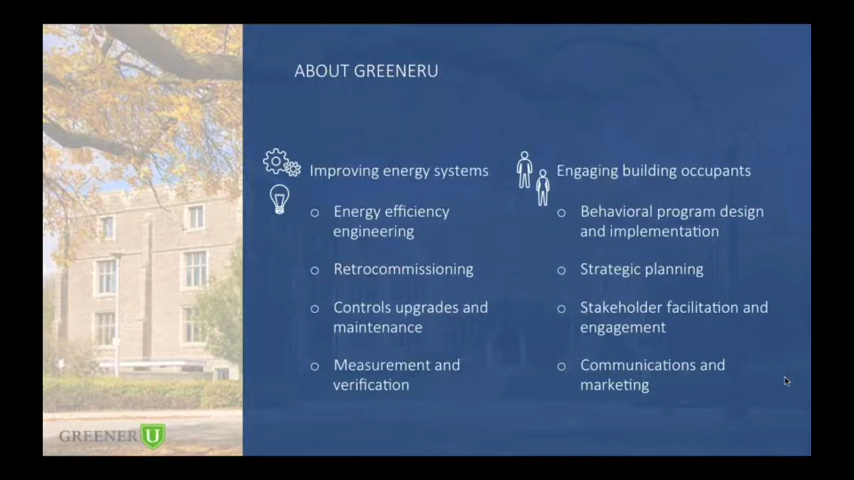 ABOUT GREENERU
Improving energy systems
o Energy efficiency
engineering
o Retrocommissioning
o Controls upgrades and
maintenance
o Measurement and
verification
Engaging building occupants
o Behavioral program design
and implementation
o Strategic planning
o Stakeholder facilitation and
engagement
o Communications and
marketing
GREENER U